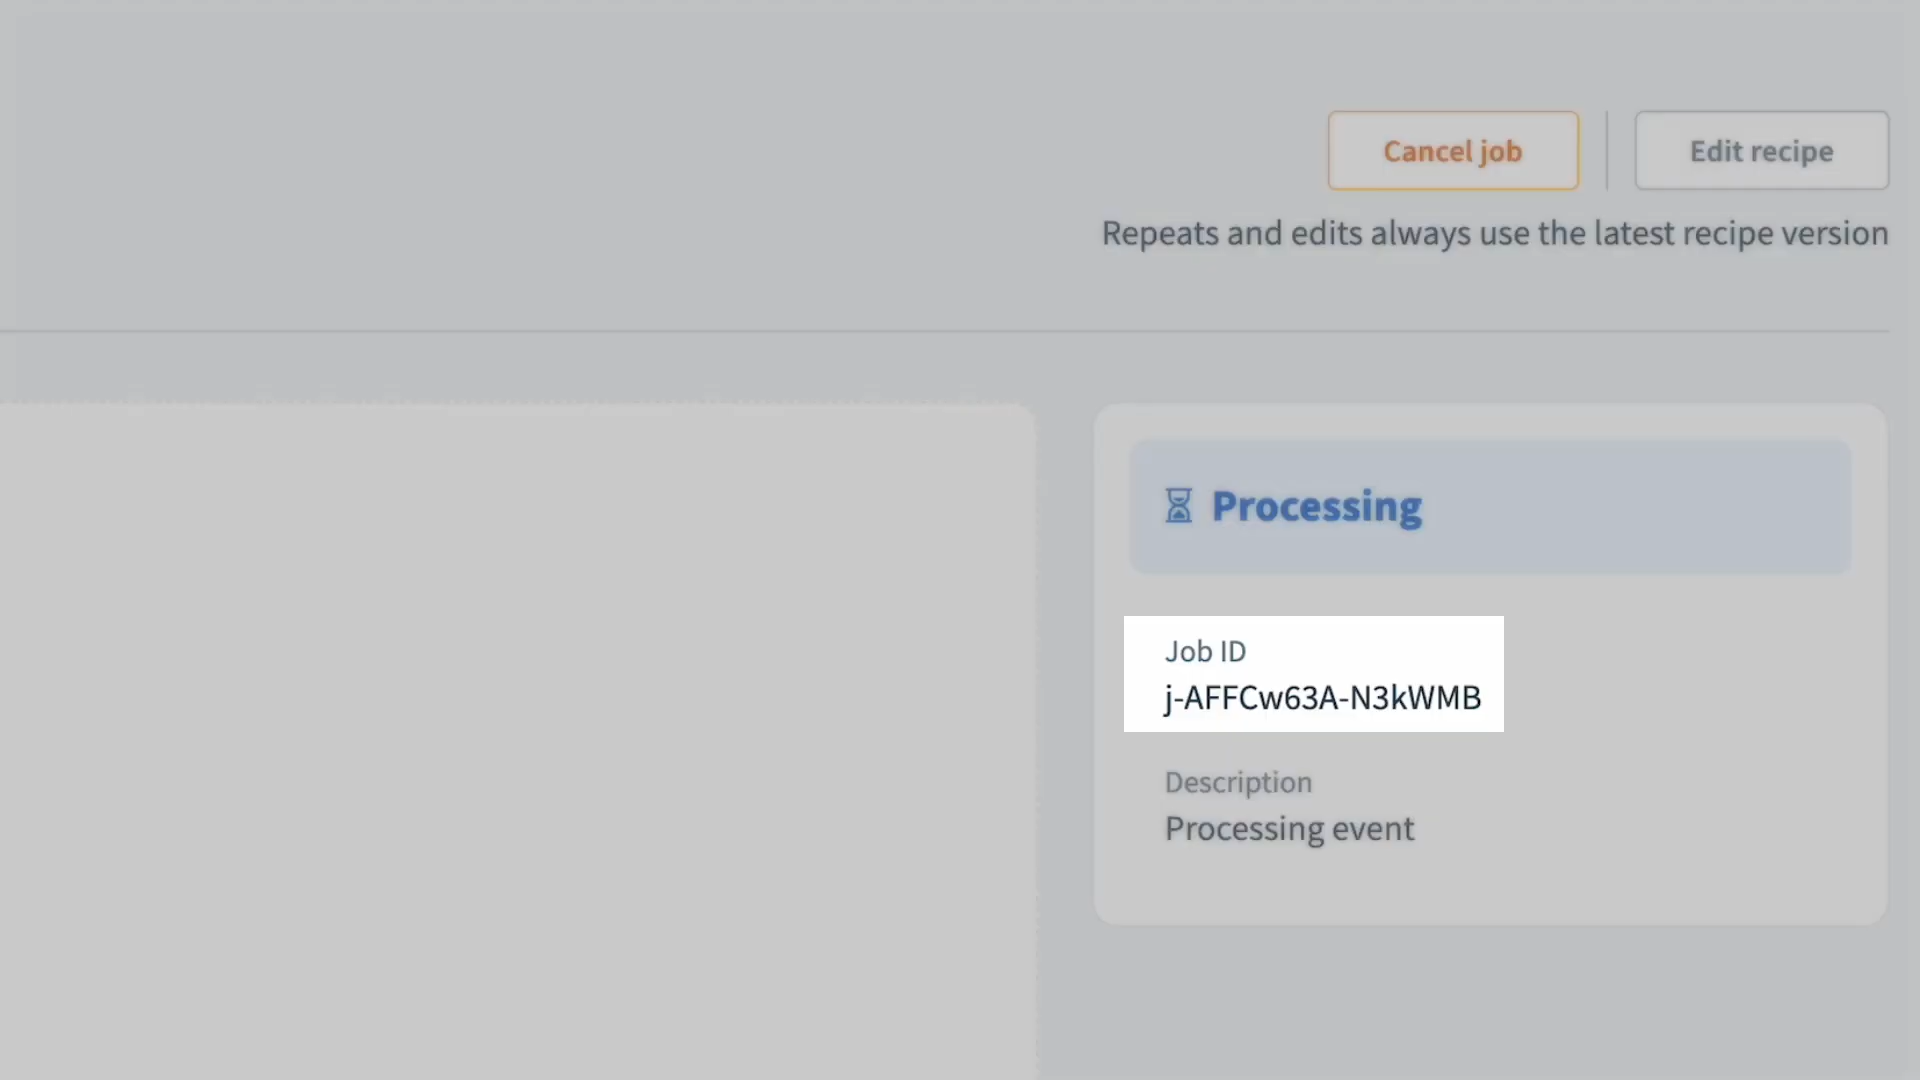 Cancel job
Edit recipe
Repeats and edits always use the latest recipe version
Processing
Job ID
j-AFFCw63A-N3kWMB
Description
Processing event